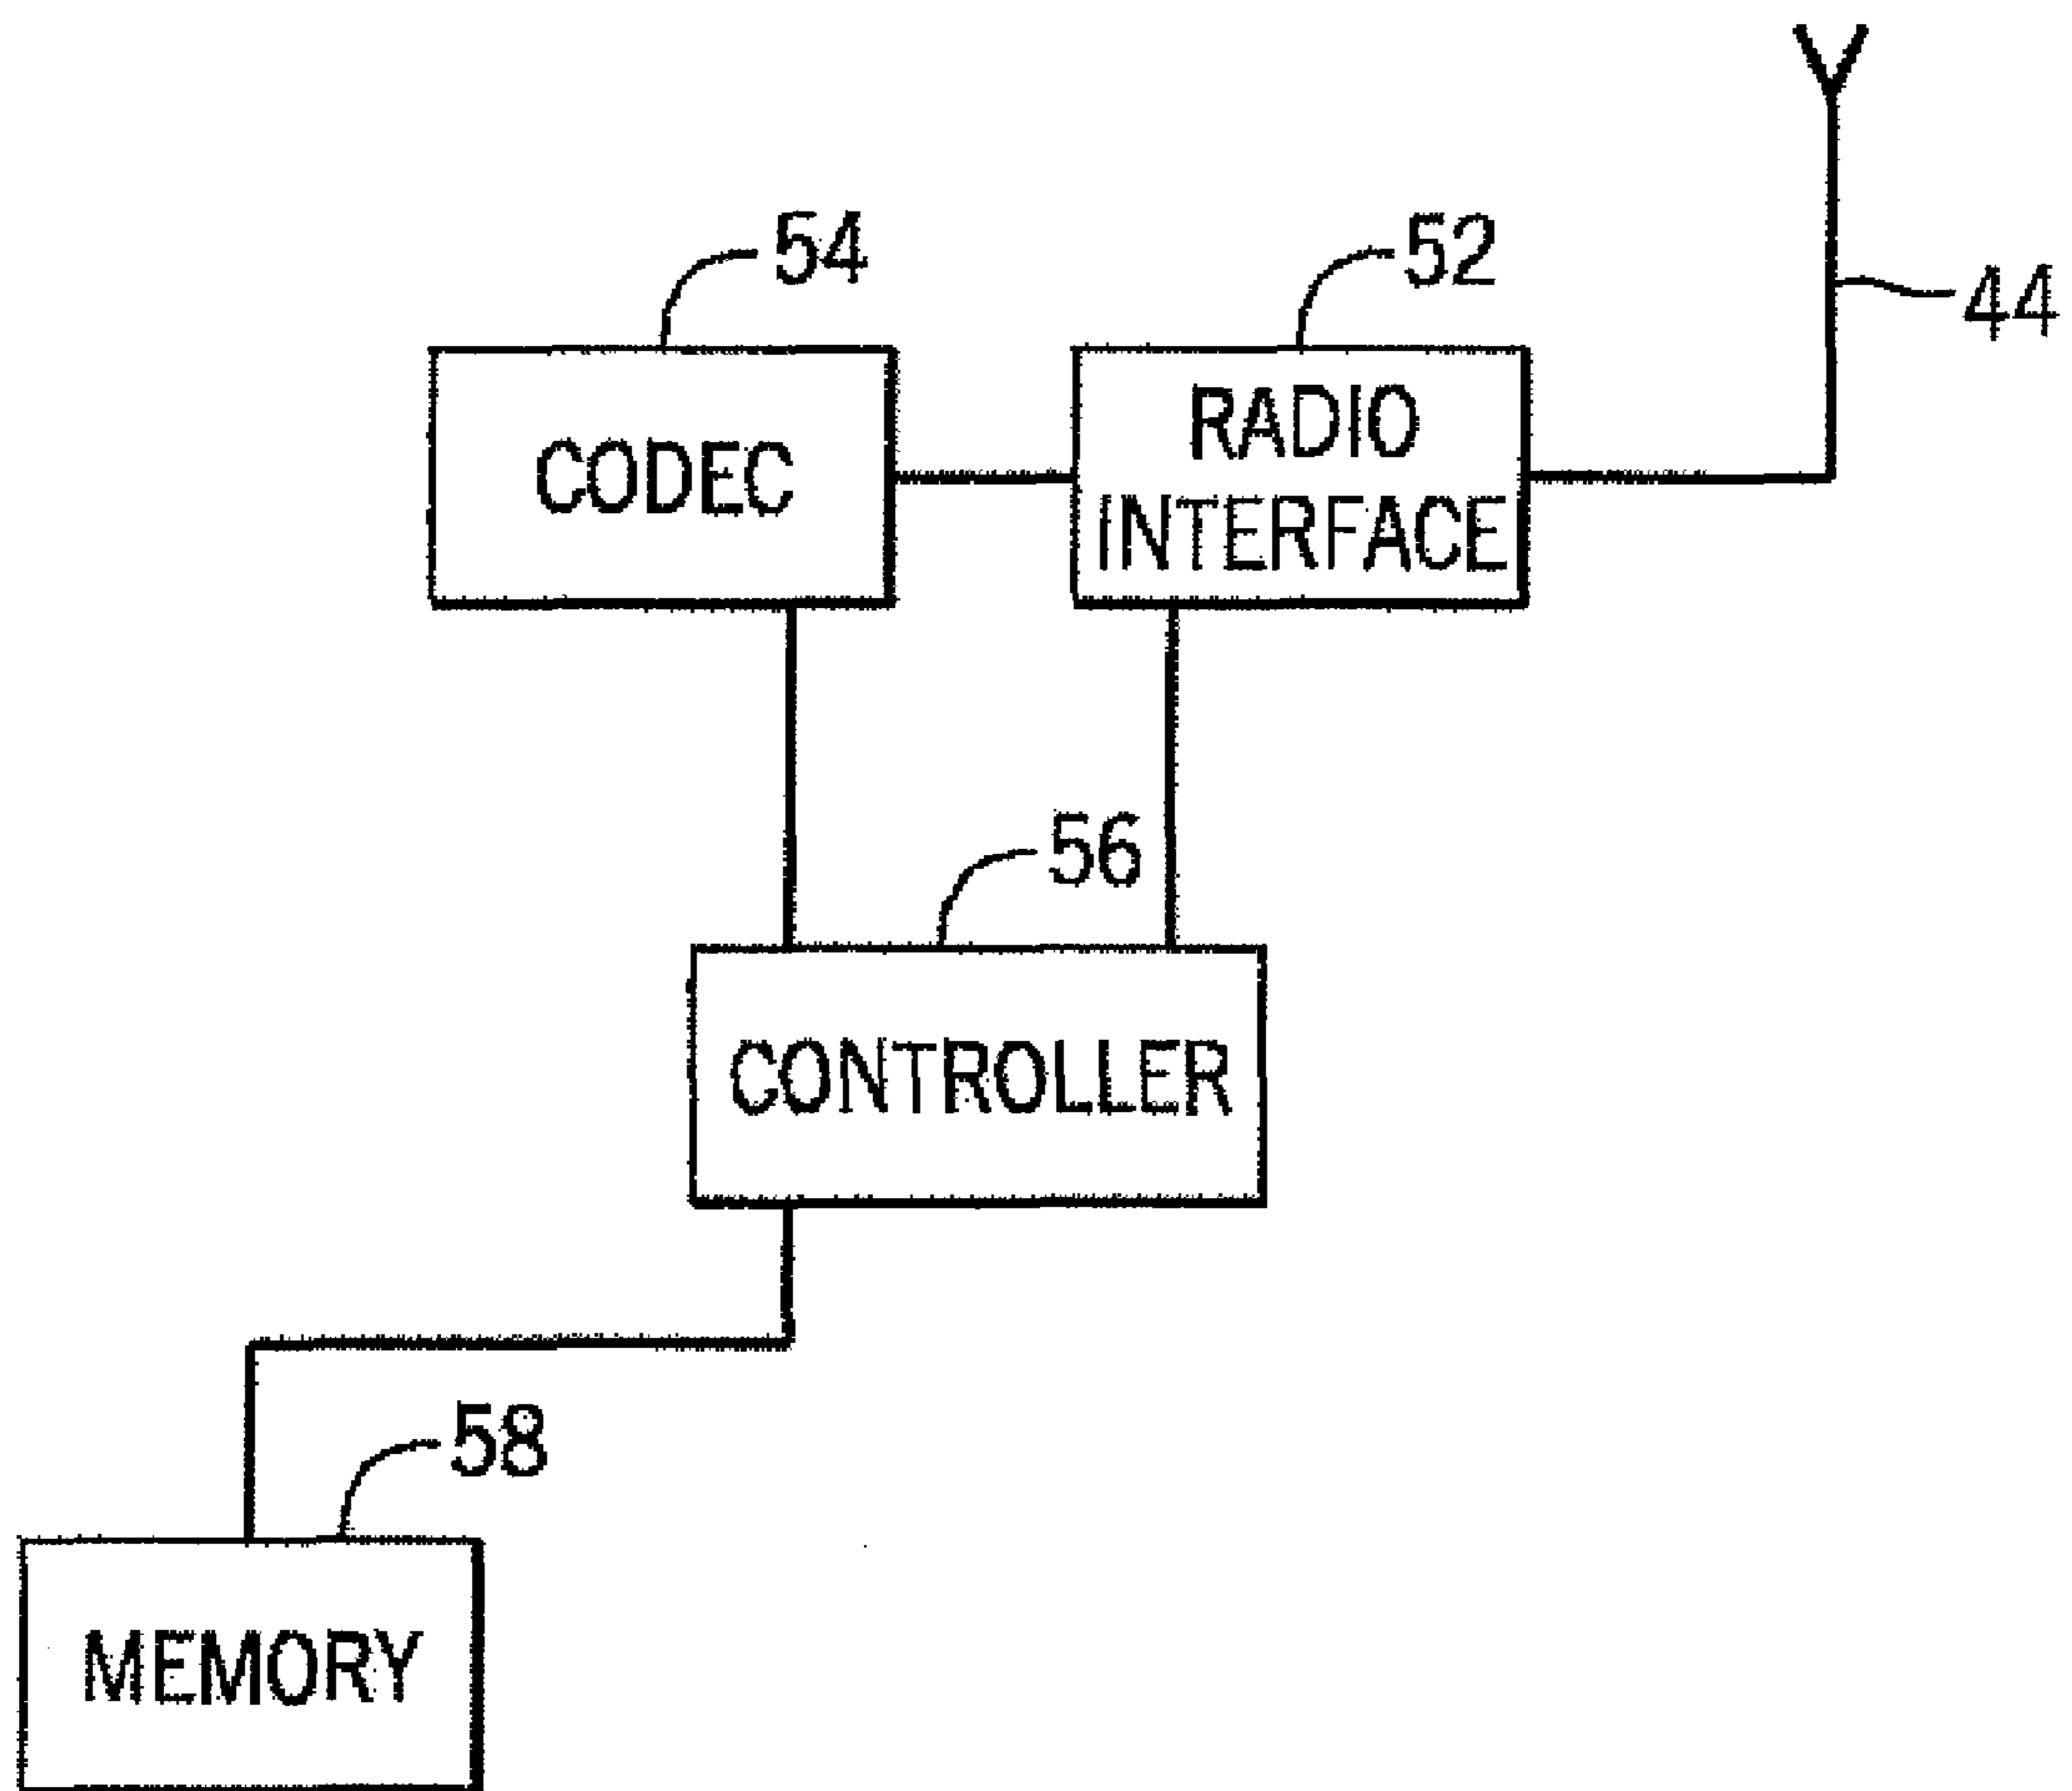 54
52
44
CODEC
RADIO
INTERFACE
56
CONTROLLER
58
MEMORY